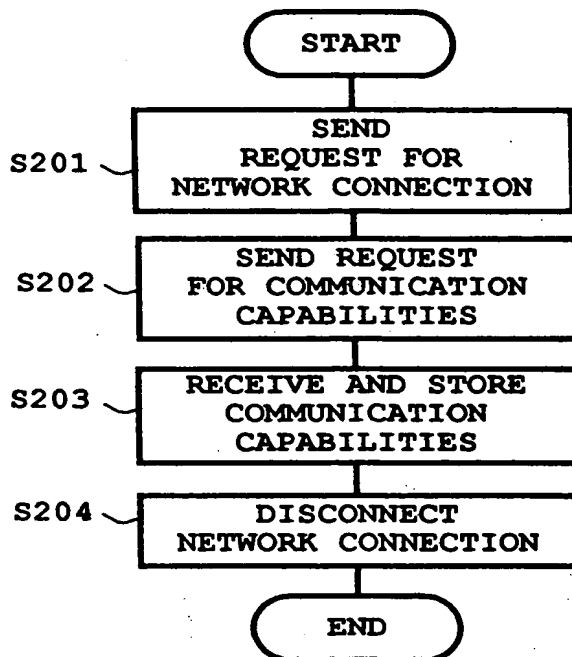 START
S201
SEND
REQUEST FOR
NETWORK CONNECTION
S202
SEND REQUEST
FOR COMMUNICATION
CAPABILITIES
S203
RECEIVE AND STORE
COMMUNICATION
CAPABILITIES
S204
DISCONNECT
NETWORK CONNECTION
END